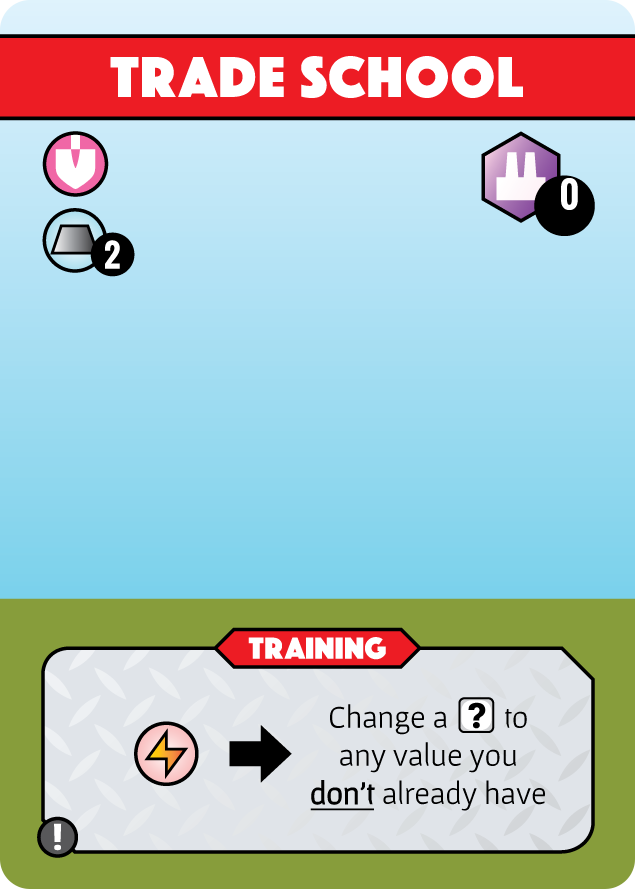 TRADE SCHOOL
0
2
TRAINING
Change a ? to
any value you
don't already have
!